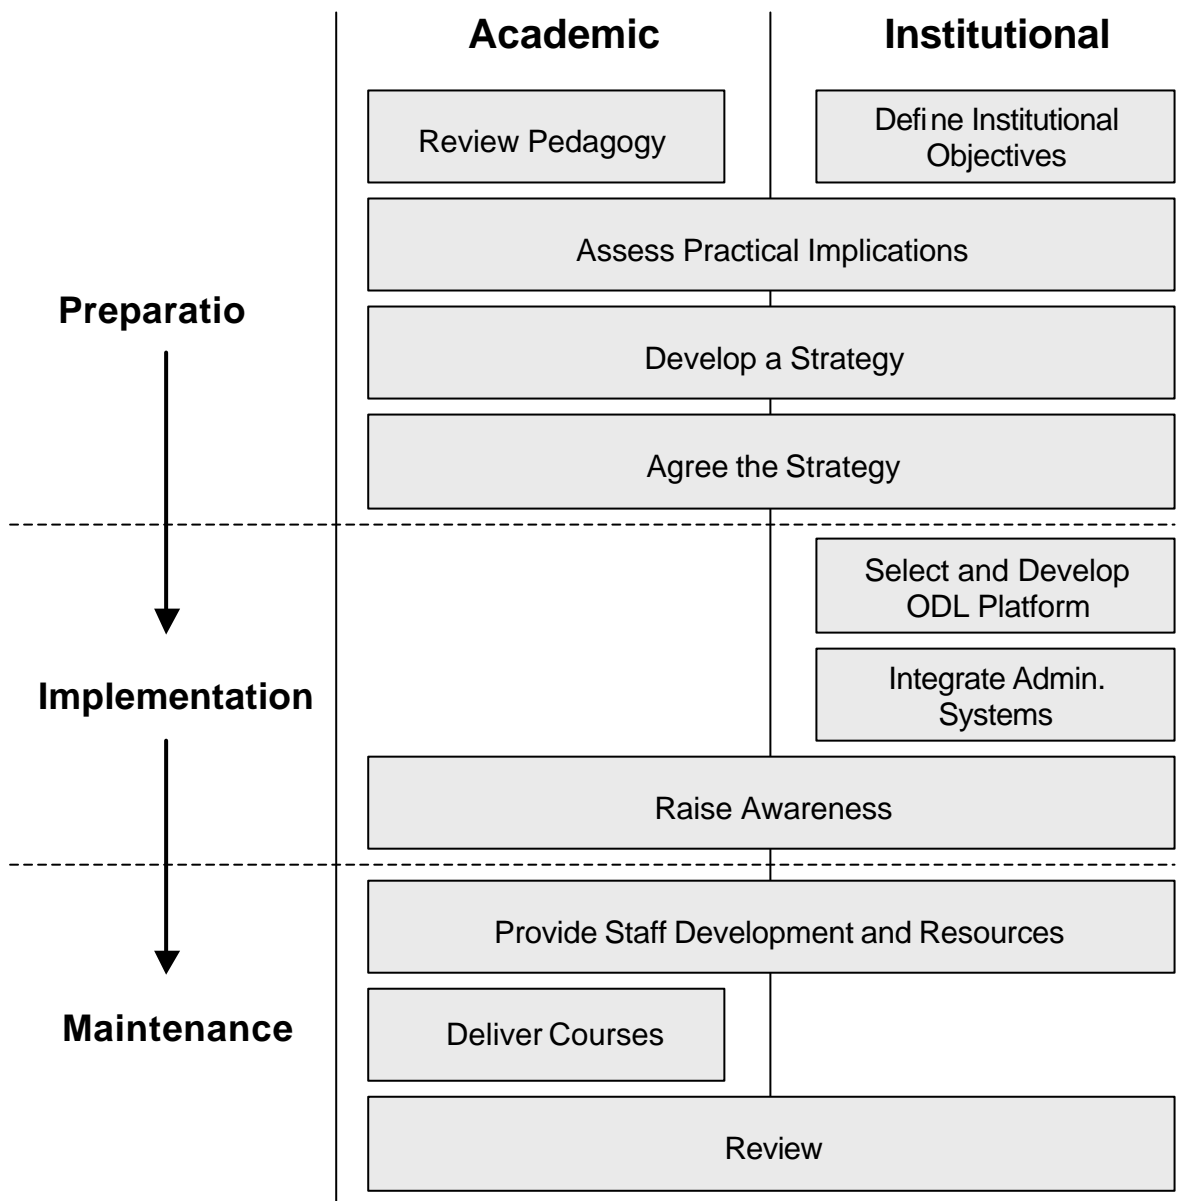 Academic
Institutional
Review Pedagogy
Define Institutional
Objectives
Assess Practical Implications
Preparatio
Develop a Strategy
Agree the Strategy
Select and Develop
ODL Platform
Implementation
Integrate Admin.
Systems
Raise Awareness
Provide Staff Development and Resources
Maintenance
Deliver Courses
Review